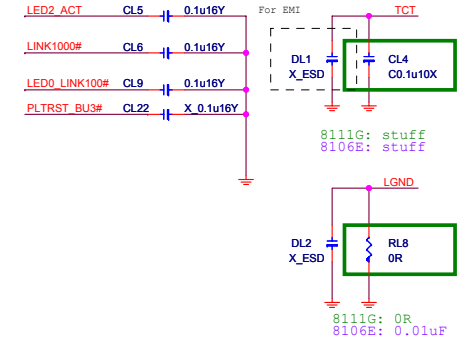 LED2_ACT CL5 0.1u16Y
For EMI
TCT
LINK1000# CL6 0.1u16Y
DL1 CL4
X_ESD C0.1u10X
LED0_LINK100# CL9 0.1u16Y
PLTRST_BU3# CL22 X_0.1u16Y
8111G: stuff
8106E: stuff
LGND
DL2 RL8
X_ESD 0R
8111G: 0R
8106E: 0.01uF